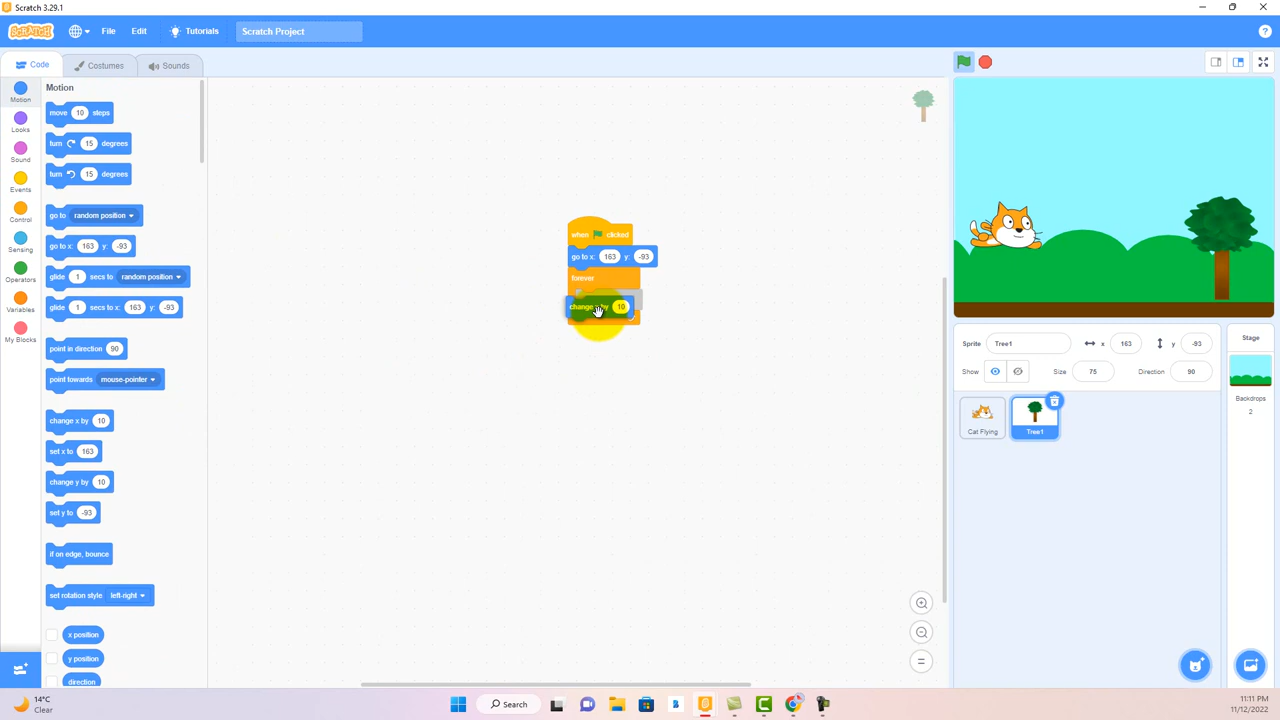 Scratch 3.29.1
SCRATCH File Edit Tutorials Scratch Project
Code Costumes Sounds
Motion
Looks
Sound
Events
Control
Sensing
Operators
Variables
My Blocks
Motion
move 10 steps
turn 15 degrees
turn 15 degrees
go to random position
go to x: 163 y: -93
glide 1 secs to random position
glide 1 secs to x: 163 y: -93
point in direction 90
point towards mouse-pointer
change x by 10
set x to 163
change y by 10
set y to -93
if on edge, bounce
set rotation style left-right
x position
y position
direction
when clicked
go to x: 163 y: -93
forever
change x by 10
Sprite Tree1 x 163 y -93
Show Size 75 Direction 90
Cat Flying
Tree1
Stage
Backdrops
2
14°C
Clear
Search
11:11 PM
11/12/2022